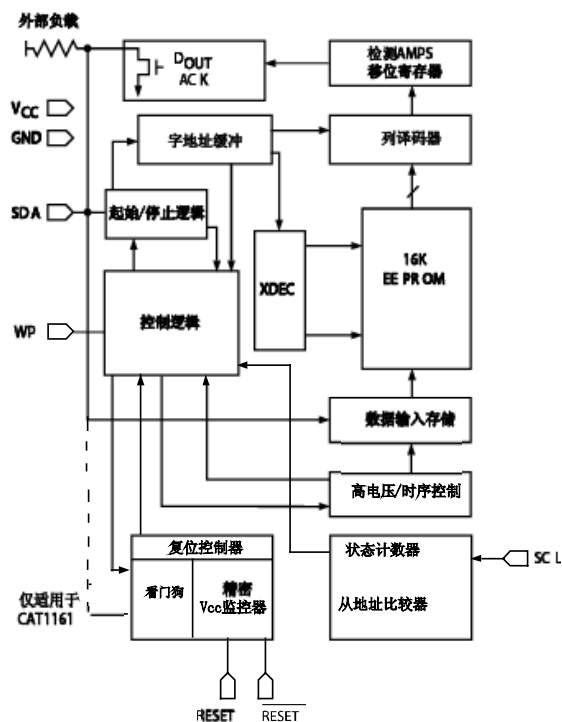 外部负载
DOUT
ACK
检测AMPS
移位寄存器
VCC
GND
字地址缓冲
列译码器
SDA
起始/停止逻辑
XDEC
16K
EEPROM
WP
控制逻辑
数据输入存储
高电压/时序控制
复位控制器
看门狗
精密
Vcc监控器
状态计数器
从地址比较器
SCL
仅适用于
CAT1161
RESET
R̅E̅S̅E̅T̅